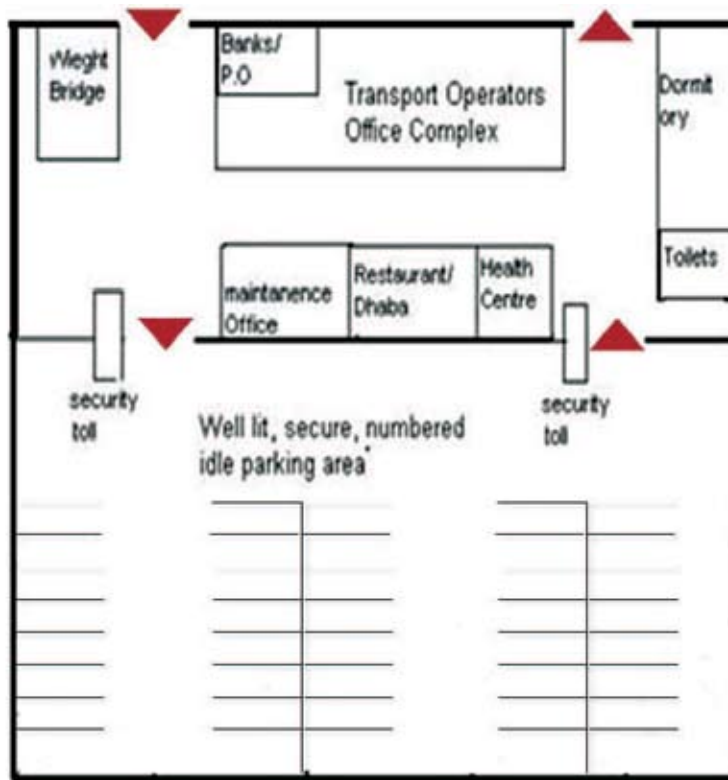 Wieght
Bridge
Banks/
P.O
Transport Operators
Office Complex
Dormit
ory
Toilets
maintanence
Office
Restaurant/
Dhaba
Health
Centre
security
toll
security
toll
Well lit, secure, numbered
idle parking area*